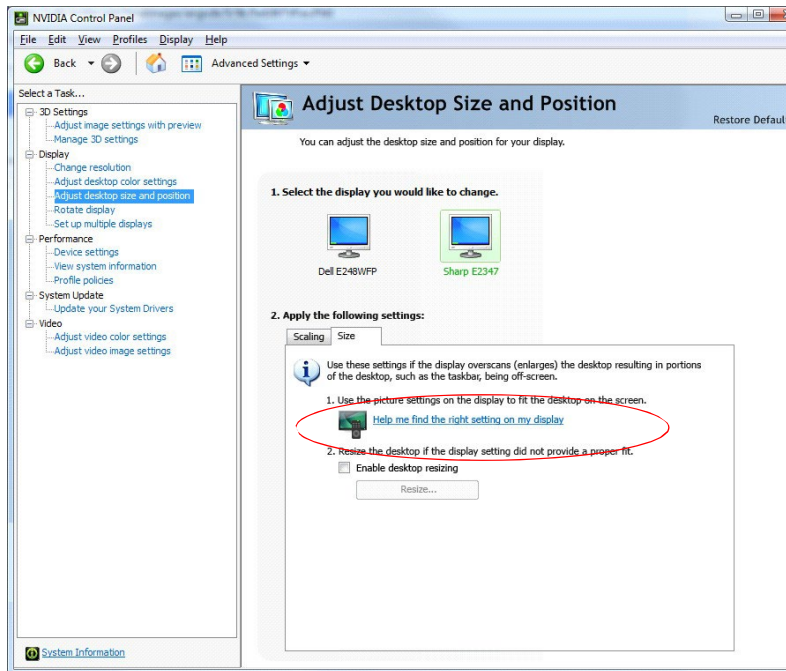 NVIDIA Control Panel
File Edit View Profiles Display Help
Back Advanced Settings
Select a Task...
3D Settings
Adjust image settings with preview
Manage 3D settings
Display
Change resolution
Adjust desktop color settings
Adjust desktop size and position
Rotate display
Set up multiple displays
Performance
Device settings
View system information
Profile policies
System Update
Update your System Drivers
Video
Adjust video color settings
Adjust video image settings
System Information
Adjust Desktop Size and Position
Restore Defaul
You can adjust the desktop size and position for your display.
1. Select the display you would like to change.
Dell E248WFP Sharp E2347
2. Apply the following settings:
Scaling Size
Use these settings if the display overscans (enlarges) the desktop resulting in portions
of the desktop, such as the taskbar, being off-screen.
1. Use the picture settings on the display to fit the desktop on the screen.
Help me find the right setting on my display
2. Resize the desktop if the display setting did not provide a proper fit.
Enable desktop resizing
Resize...